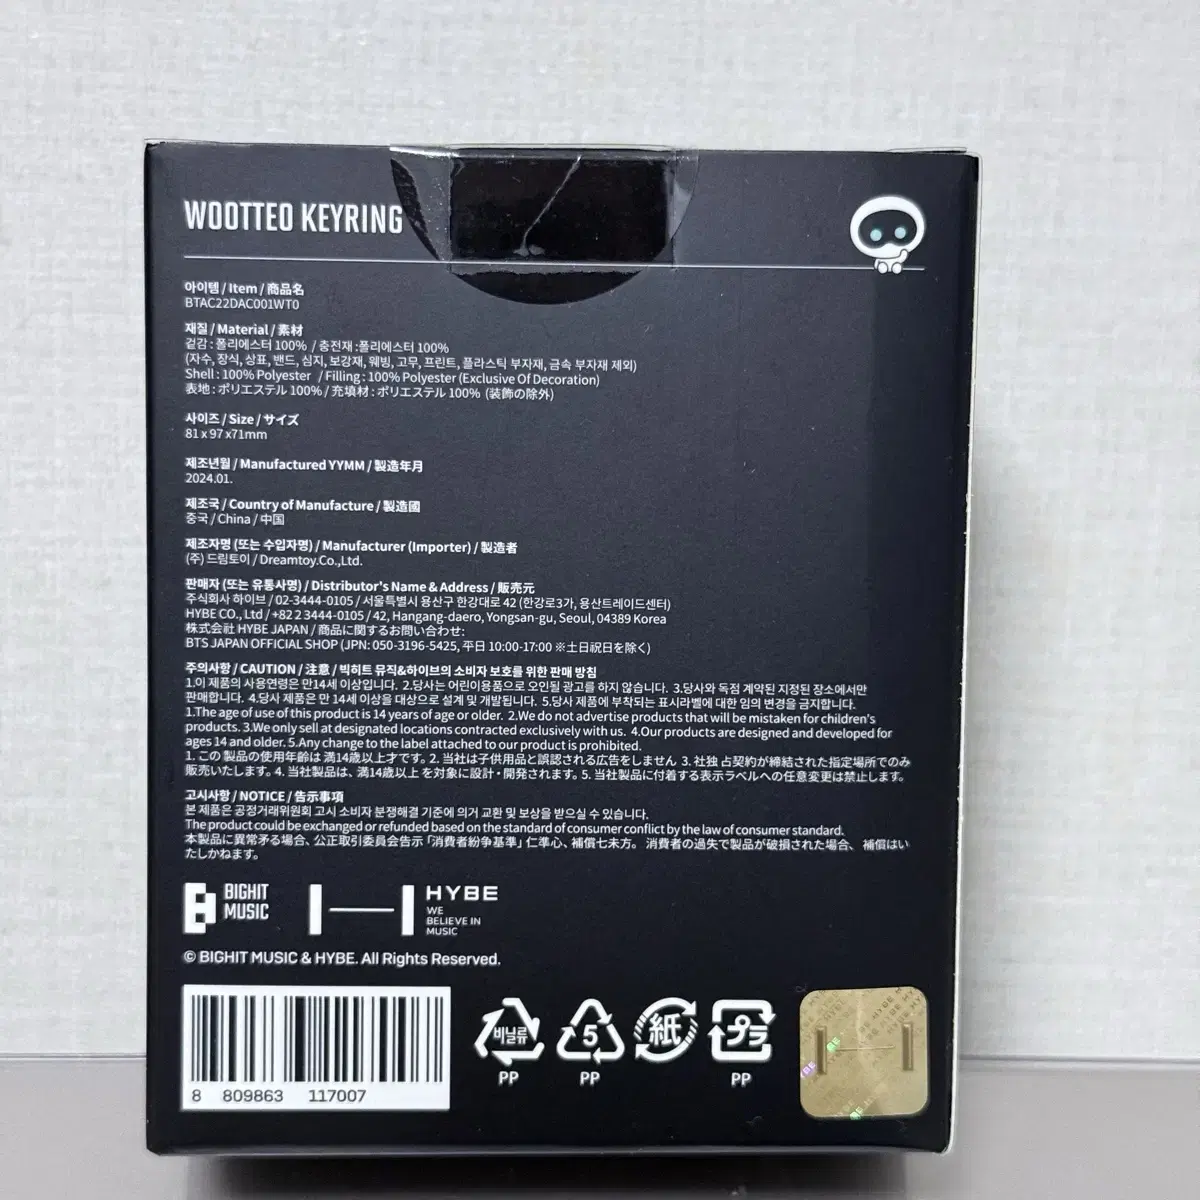 WOOTTEO KEYRING
아이템 / Item / 商品名
BTAC22DAC001WT0
재질 / Material / 素材
겉감 : 폴리에스터 100% / 충전재 :폴리에스터 100%
(자수, 장식, 상표, 밴드, 심지, 보강재, 웨빙, 고무, 프린트, 플라스틱 부자재, 금속 부자재 제외)
Shell : 100% Polyester / Filling : 100% Polyester (Exclusive Of Decoration)
表地 : ポリエステル 100% / 充填材 : ポリエステル 100% (装飾の除外)
사이즈 / Size / サイズ
81 x 97 x71mm
제조년월 / Manufactured YYMM / 製造年月
2024.01.
제조국 / Country of Manufacture / 製造國
중국 / China / 中国
제조자명 (또는 수입자명) / Manufacturer (Importer) / 製造者
(주) 드림토이 / Dreamtoy.Co.,Ltd.
판매자 (또는 유통사명) / Distributor's Name & Address / 販売元
주식회사 하이브 / 02-3444-0105 / 서울특별시 용산구 한강대로 42 (한강로3가, 용산트레이드센터)
HYBE CO., Ltd / +82 2 3444-0105 / 42, Hangang-daero, Yongsan-gu, Seoul, 04389 Korea
株式会社 HYBE JAPAN / 商品に関するお問い合わせ:
BTS JAPAN OFFICIAL SHOP (JPN: 050-3196-5425, 平日 10:00-17:00 ※土日祝日を除く)
주의사항 / CAUTION / 注意 / 빅히트 뮤직&하이브의 소비자 보호를 위한 판매 방침
1.이 제품의 사용연령은 만14세 이상입니다. 2.당사는 어린이용품으로 오인될 광고를 하지 않습니다. 3.당사와 독점 계약된 지정된 장소에서만
판매합니다. 4.당사 제품은 만 14세 이상을 대상으로 설계 및 개발됩니다. 5.당사 제품에 부착되는 표시라벨에 대한 임의 변경을 금지합니다.
1.The age of use of this product is 14 years of age or older. 2.We do not advertise products that will be mistaken for children's
products. 3.We only sell at designated locations contracted exclusively with us. 4.Our products are designed and developed for
ages 14 and older. 5.Any change to the label attached to our product is prohibited.
1. この 製品の使用年齢は 満14歳以上才です。2. 当社は子供用品と誤認される広告をしません 3. 社独 占契約が締結された指定場所でのみ
販売いたします。4. 当社製品は、満14歳以上 を対象に設計・開発されます。5. 当社製品に付着する表示ラベルへの任意変更は禁止します。
고시사항 / NOTICE / 告示事項
본 제품은 공정거래위원회 고시 소비자 분쟁해결 기준에 의거 교환 및 보상을 받으실 수 있습니다.
The product could be exchanged or refunded based on the standard of consumer conflict by the law of consumer standard.
本製品に異常矛る場合、公正取引委員会告示「消費者紛争基準」仁準心、補償七未方。 消費者の過失で製品が破損された場合、 補償はい
たしかねます。
BIGHIT
MUSIC
HYBE
WE
BELIEVE IN
MUSIC
© BIGHIT MUSIC & HYBE. All Rights Reserved.
8 809863 117007
비닐류
PP
5
PP
紙
プラ
PP
HYBE